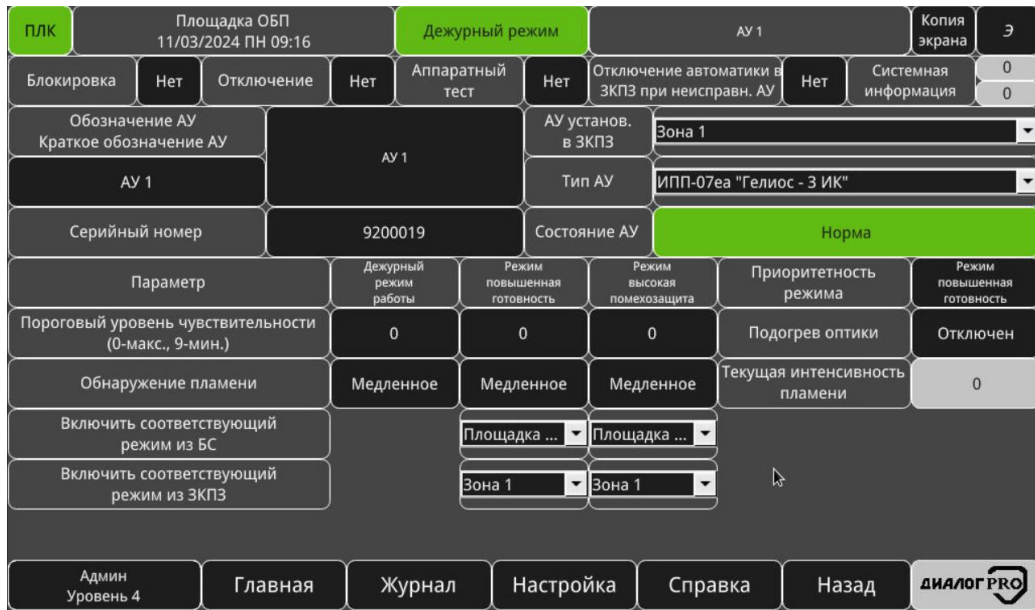 ПЛК
Площадка ОБП
11/03/2024 ПН 09:16
Дежурный режим
АУ 1
Копия
экрана
Э
Блокировка
Нет
Отключение
Нет
Аппаратный
тест
Нет
Отключение автоматики в
ЗКПЗ при неисправн. АУ
Нет
Системная
информация
0
0
Обозначение АУ
Краткое обозначение АУ
АУ 1
АУ установ.
в ЗКПЗ
Зона 1
АУ 1
Тип АУ
ИПП-07еа "Гелиос - 3 ИК"
Серийный номер
9200019
Состояние АУ
Норма
Параметр
Дежурный
режим
работы
Режим
повышенная
готовность
Режим
высокая
помехозащита
Приоритетность
режима
Режим
повышенная
готовность
Пороговый уровень чувствительности
(0-макс., 9-мин.)
0
0
0
Подогрев оптики
Отключен
Обнаружение пламени
Медленное
Медленное
Медленное
Текущая интенсивность
пламени
0
Включить соответствующий
режим из БС
Площадка ...
Площадка ...
Включить соответствующий
режим из ЗКПЗ
Зона 1
Зона 1
Админ
Уровень 4
Главная
Журнал
Настройка
Справка
Назад
ДИАЛОГ PRO